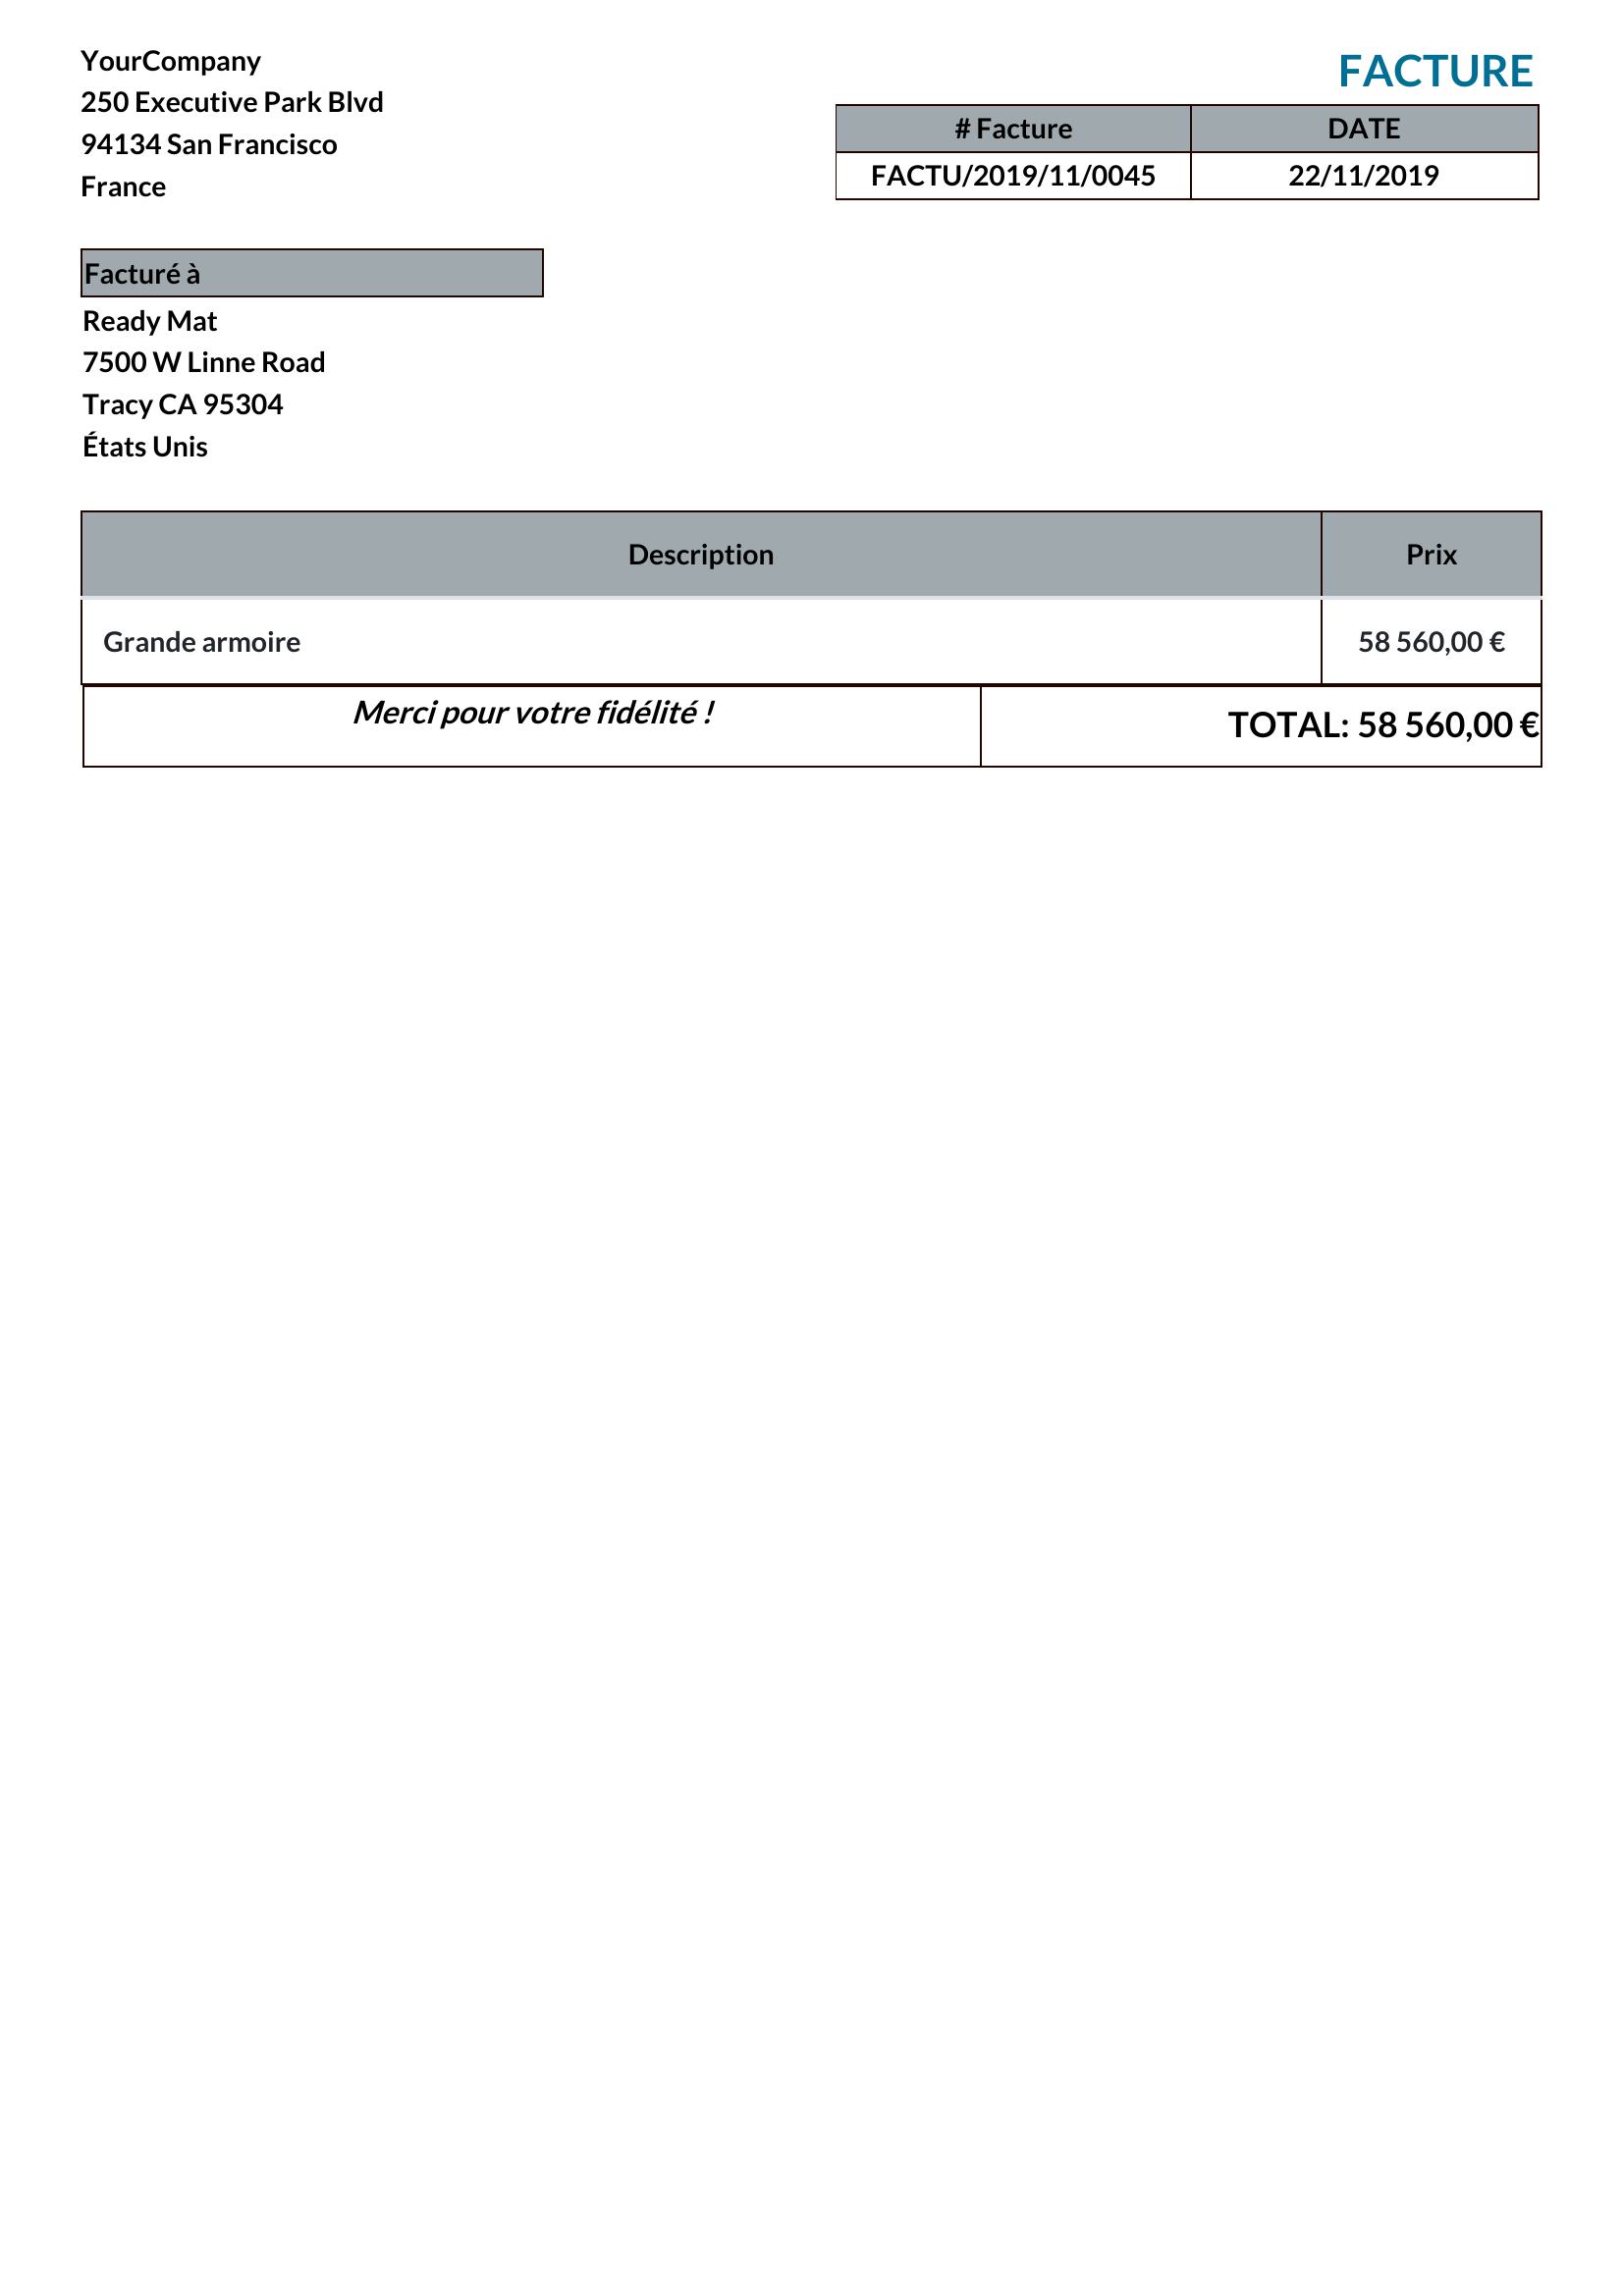 YourCompany
250 Executive Park Blvd
94134 San Francisco
France
FACTURE
# Facture DATE
FACTU/2019/11/0045 22/11/2019
Facturé à
Ready Mat
7500 W Linne Road
Tracy CA 95304
États Unis
Description Prix
Grande armoire 58 560,00 €
Merci pour votre fidélité !
TOTAL: 58 560,00 €